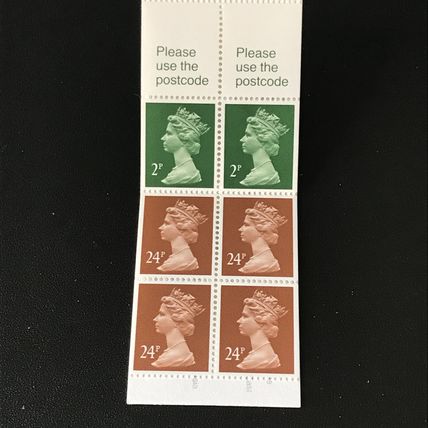 Please Please
use the use the
postcode postcode
2P 2P
24P 24P
24P 24P